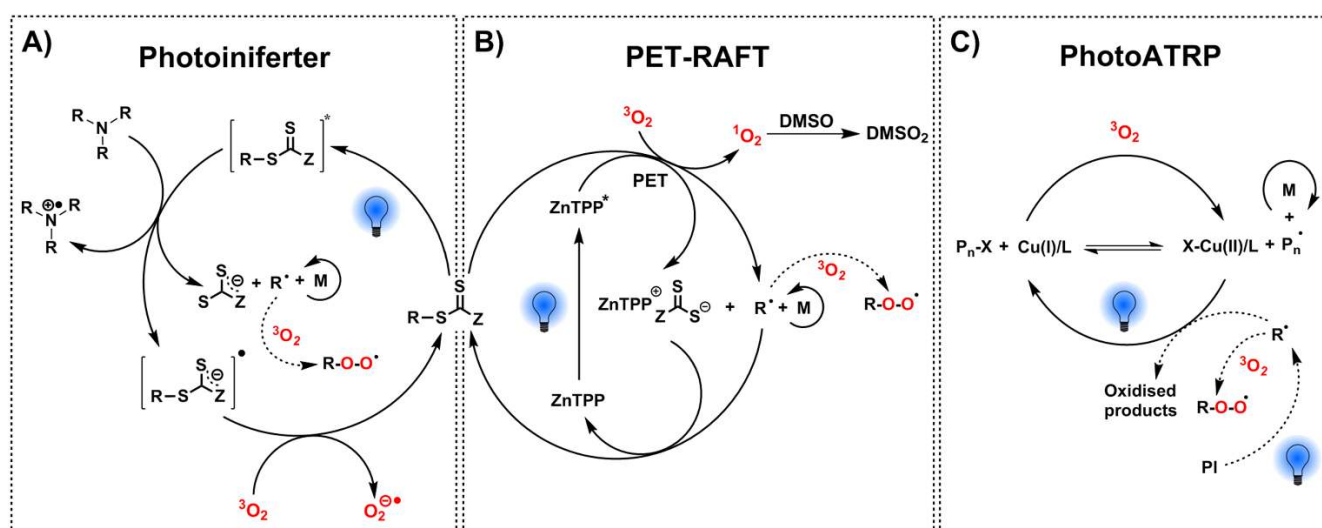 A)
Photoiniferter
R
R
N
R
R
R
N⊕•
R
[R-S-C(=S)-Z]*
S
S
⊖
Z
+ R• + M
³O₂
R-O-O•
[R-S
S
⊖
Z]•
³O₂
O₂⊖•
S
R-S
Z
B)
PET-RAFT
³O₂
¹O₂
DMSO
DMSO₂
PET
ZnTPP*
ZnTPP⊕
S
Z
S⊖
+ R• + M
³O₂
R-O-O•
ZnTPP
C)
PhotoATRP
³O₂
M
+
Pn-X + Cu(I)/L
X-Cu(II)/L + Pn•
R•
³O₂
Oxidised
products
R-O-O•
PI